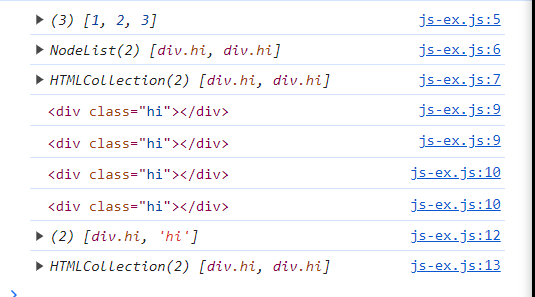 ▶ (3) [1, 2, 3] js-ex.js:5
▶ NodeList(2) [div.hi, div.hi] js-ex.js:6
▶ HTMLCollection(2) [div.hi, div.hi] js-ex.js:7
<div class="hi"></div> js-ex.js:9
<div class="hi"></div> js-ex.js:9
<div class="hi"></div> js-ex.js:10
<div class="hi"></div> js-ex.js:10
▶ (2) [div.hi, 'hi'] js-ex.js:12
▶ HTMLCollection(2) [div.hi, div.hi] js-ex.js:13